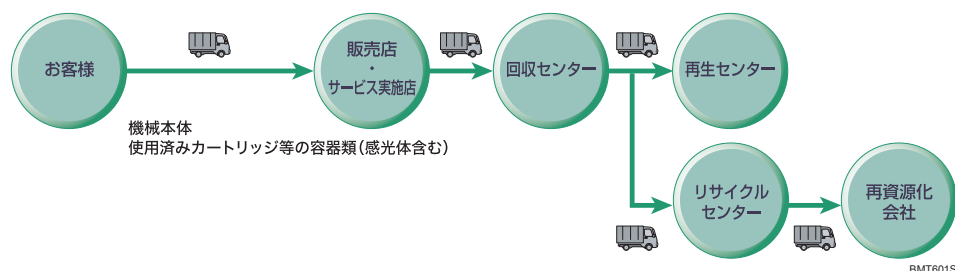 お客様
販売店
・
サービス実施店
回収センター
再生センター
機械本体
使用済みカートリッジ等の容器類（感光体含む）
リサイクル
センター
再資源化
会社
BMT601S